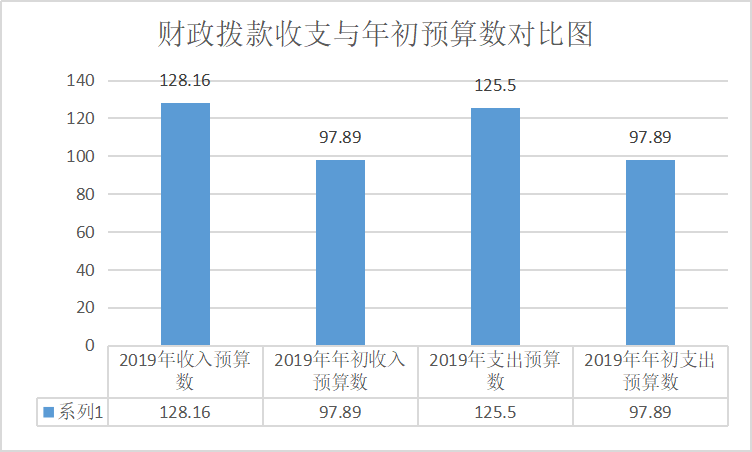 财政拨款收支与年初预算数对比图
140
120
100
80
60
40
20
0
128.16
97.89
125.5
97.89
2019年收入预算
数
2019年年初收入
预算数
2019年支出预算
数
2019年年初支出
预算数
系列1
128.16
97.89
125.5
97.89